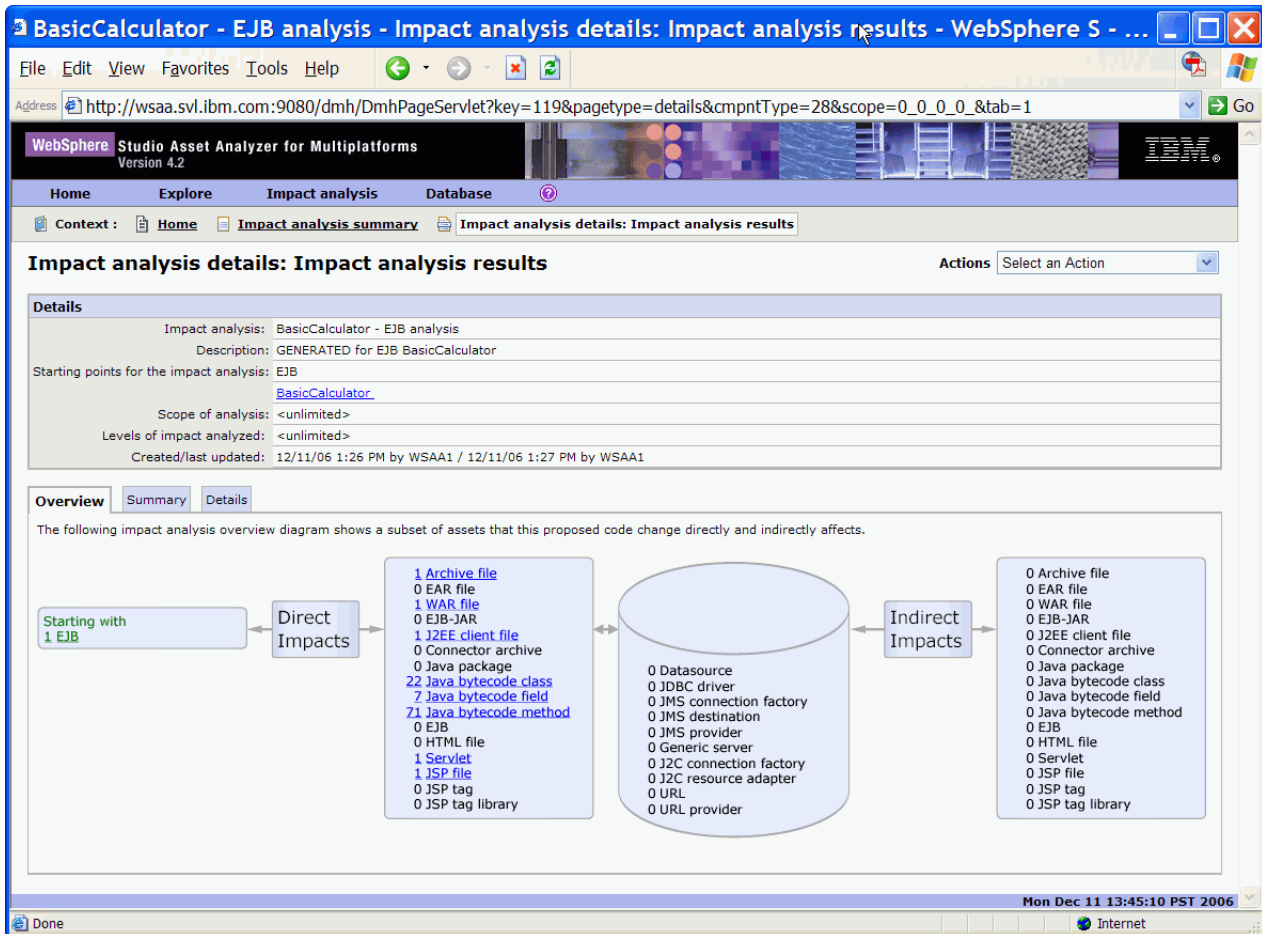 BasicCalculator - EJB analysis - Impact analysis details: Impact analysis results - WebSphere S - ...
File Edit View Favorites Tools Help
Address http://wsaa.svl.ibm.com:9080/dmh/DmhPageServlet?key=119&pagetype=details&cmpntType=28&scope=0_0_0_0_&tab=1 Go
WebSphere Studio Asset Analyzer for Multiplatforms
Version 4.2
IBM®
Home Explore Impact analysis Database ?
Context : Home Impact analysis summary Impact analysis details: Impact analysis results
Impact analysis details: Impact analysis results
Actions Select an Action
Details
Impact analysis: BasicCalculator - EJB analysis
Description: GENERATED for EJB BasicCalculator
Starting points for the impact analysis: EJB
BasicCalculator
Scope of analysis: <unlimited>
Levels of impact analyzed: <unlimited>
Created/last updated: 12/11/06 1:26 PM by WSAA1 / 12/11/06 1:27 PM by WSAA1
Overview Summary Details
The following impact analysis overview diagram shows a subset of assets that this proposed code change directly and indirectly affects.
Starting with
1 EJB
Direct
Impacts
1 Archive file
0 EAR file
1 WAR file
0 EJB-JAR
1 J2EE client file
0 Connector archive
0 Java package
22 Java bytecode class
7 Java bytecode field
71 Java bytecode method
0 EJB
0 HTML file
1 Servlet
1 JSP file
0 JSP tag
0 JSP tag library
0 Datasource
0 JDBC driver
0 JMS connection factory
0 JMS destination
0 JMS provider
0 Generic server
0 J2C connection factory
0 J2C resource adapter
0 URL
0 URL provider
Indirect
Impacts
0 Archive file
0 EAR file
0 WAR file
0 EJB-JAR
0 J2EE client file
0 Connector archive
0 Java package
0 Java bytecode class
0 Java bytecode field
0 Java bytecode method
0 EJB
0 HTML file
0 Servlet
0 JSP file
0 JSP tag
0 JSP tag library
Mon Dec 11 13:45:10 PST 2006
Done Internet